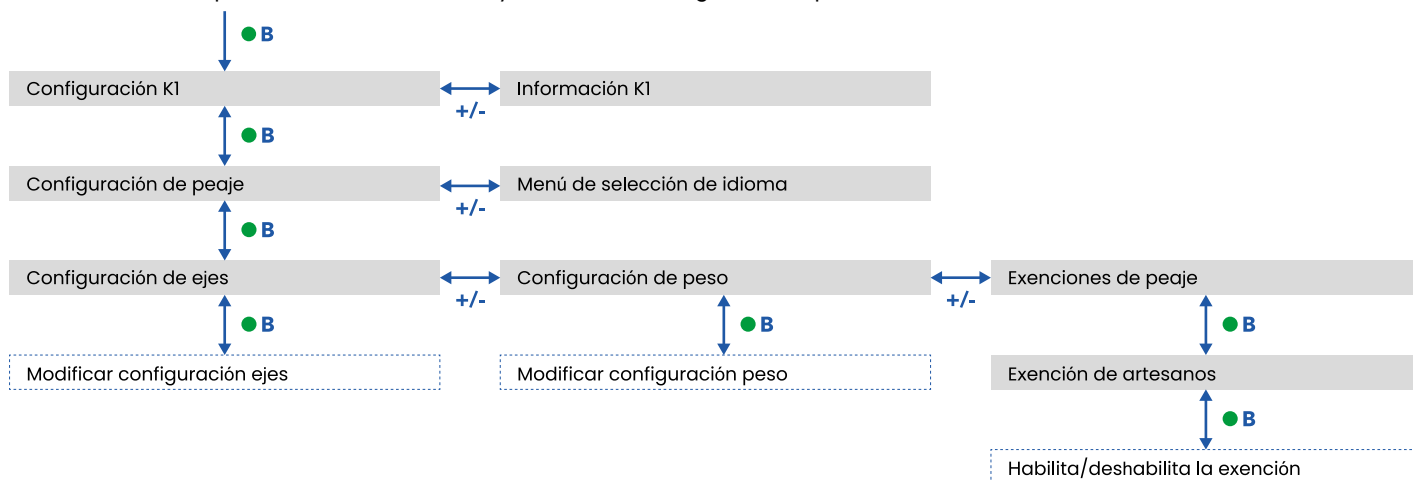 B
Configuración K1
+/-
Información K1
B
Configuración de peaje
+/-
Menú de selección de idioma
B
Configuración de ejes
+/-
Configuración de peso
+/-
Exenciones de peaje
B
B
B
Modificar configuración ejes
Modificar configuración peso
Exención de artesanos
B
Habilita/deshabilita la exención